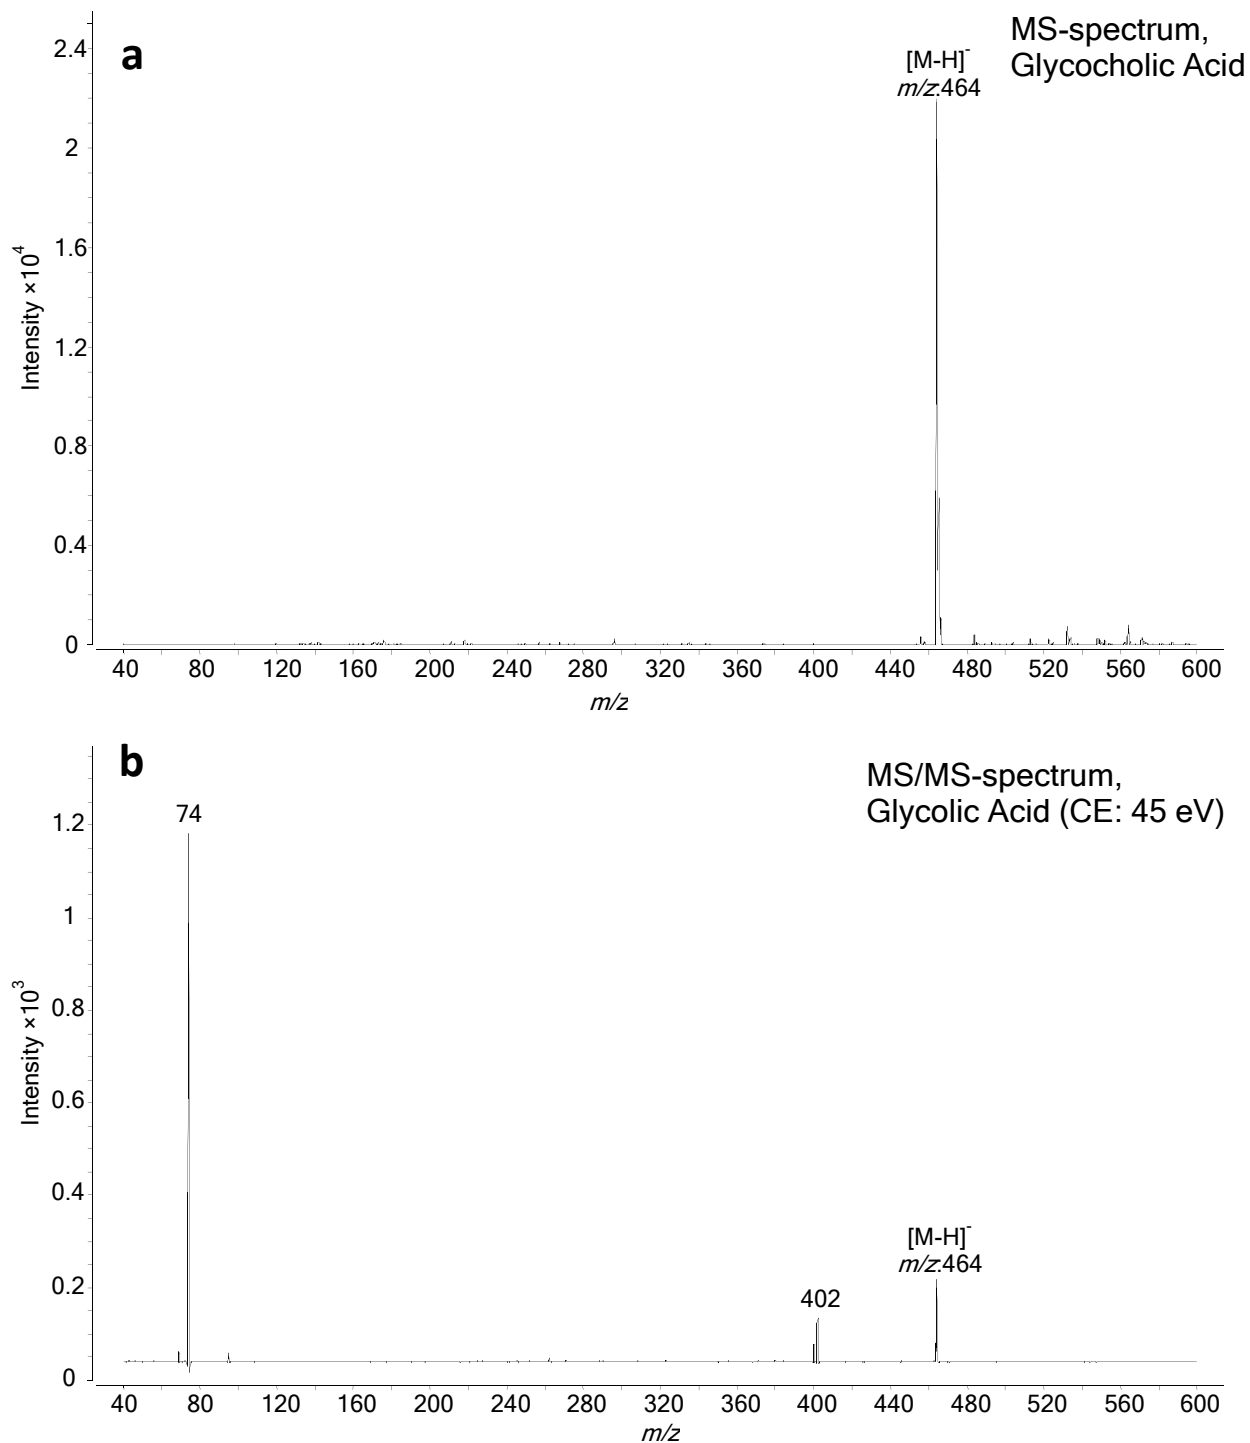 a
MS-spectrum,
Glycocholic Acid
[M-H]-
m/z:464
2.4
2
1.6
1.2
0.8
0.4
0
Intensity ×10^4
40 80 120 160 200 240 280 320 360 400 440 480 520 560 600
m/z
b
MS/MS-spectrum,
Glycolic Acid (CE: 45 eV)
74
1.2
1
0.8
0.6
0.4
0.2
0
Intensity ×10^3
[M-H]-
m/z:464
402
40 80 120 160 200 240 280 320 360 400 440 480 520 560 600
m/z